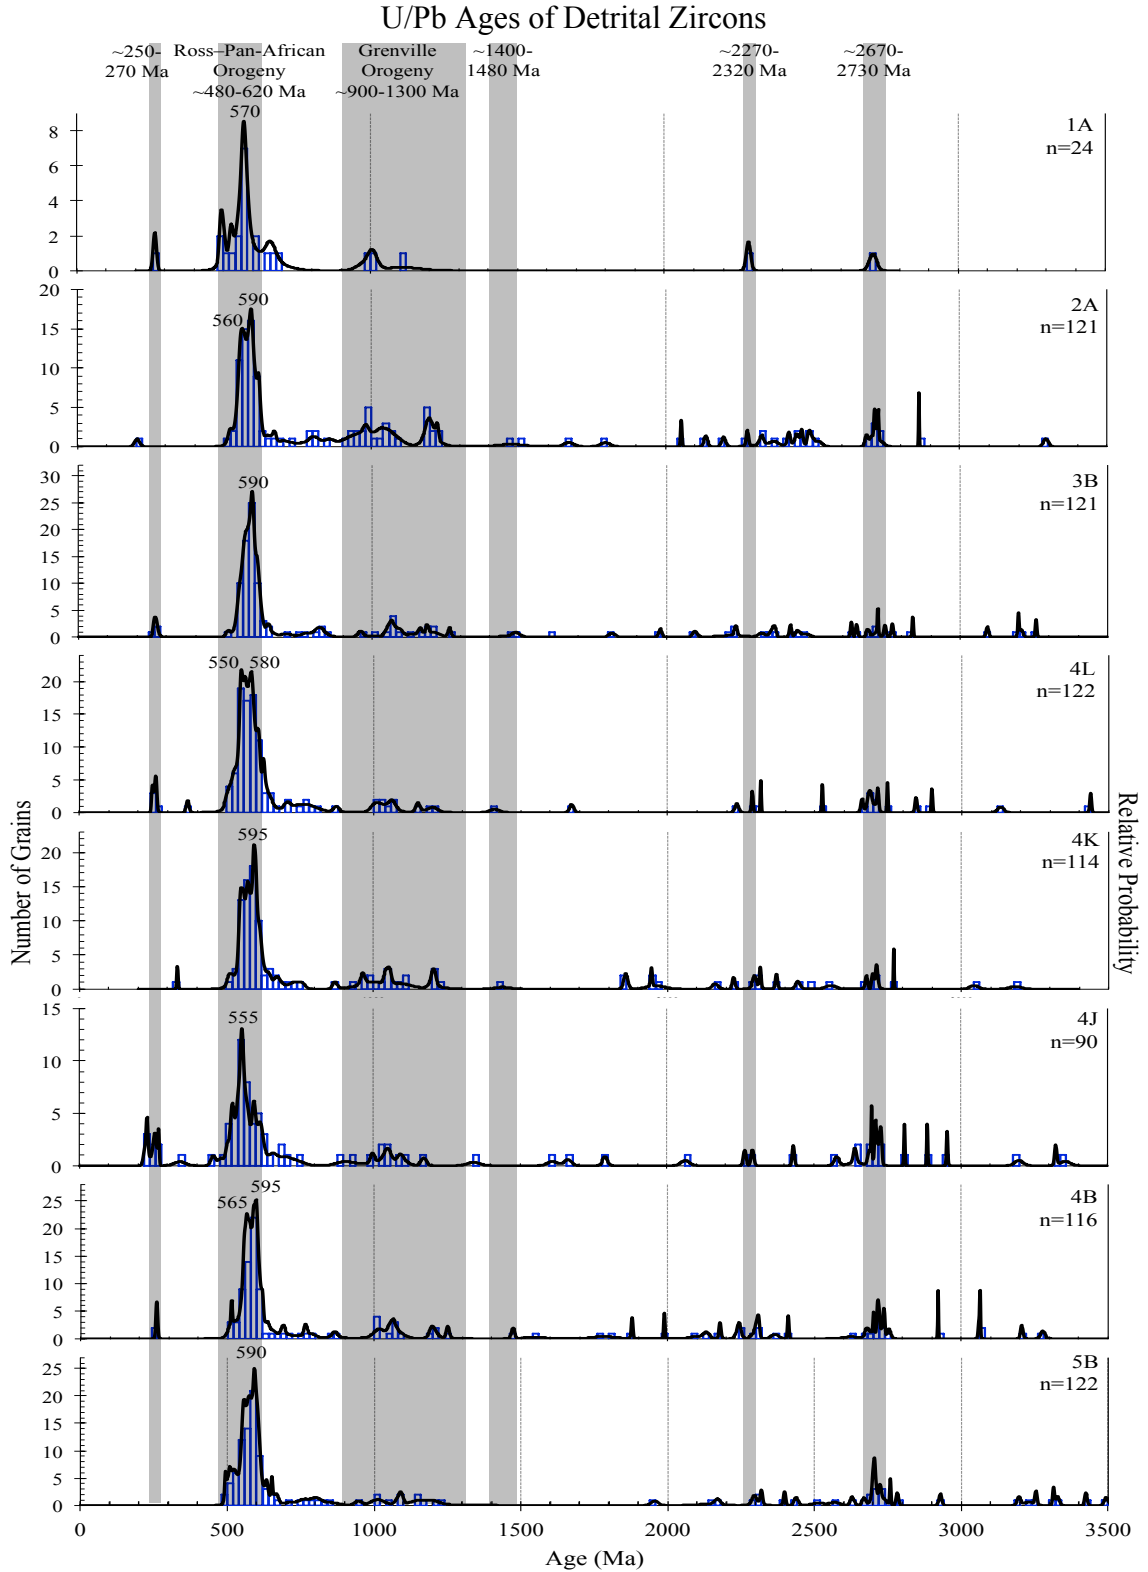 U/Pb Ages of Detrital Zircons
~250-
270 Ma
Ross–Pan-African
Orogeny
~480-620 Ma
Grenville
Orogeny
~900-1300 Ma
~1400-
1480 Ma
~2270-
2320 Ma
~2670-
2730 Ma
570
1A
n=24
8
6
4
2
0
20
15
10
5
0
590
560
2A
n=121
30
25
20
15
10
5
0
590
3B
n=121
20
15
10
5
0
550
580
4L
n=122
20
15
10
5
0
595
4K
n=114
15
10
5
0
555
4J
n=90
25
20
15
10
5
0
595
565
4B
n=116
25
20
15
10
5
0
590
5B
n=122
Number of Grains
Relative Probability
0
500
1000
1500
2000
2500
3000
3500
Age (Ma)